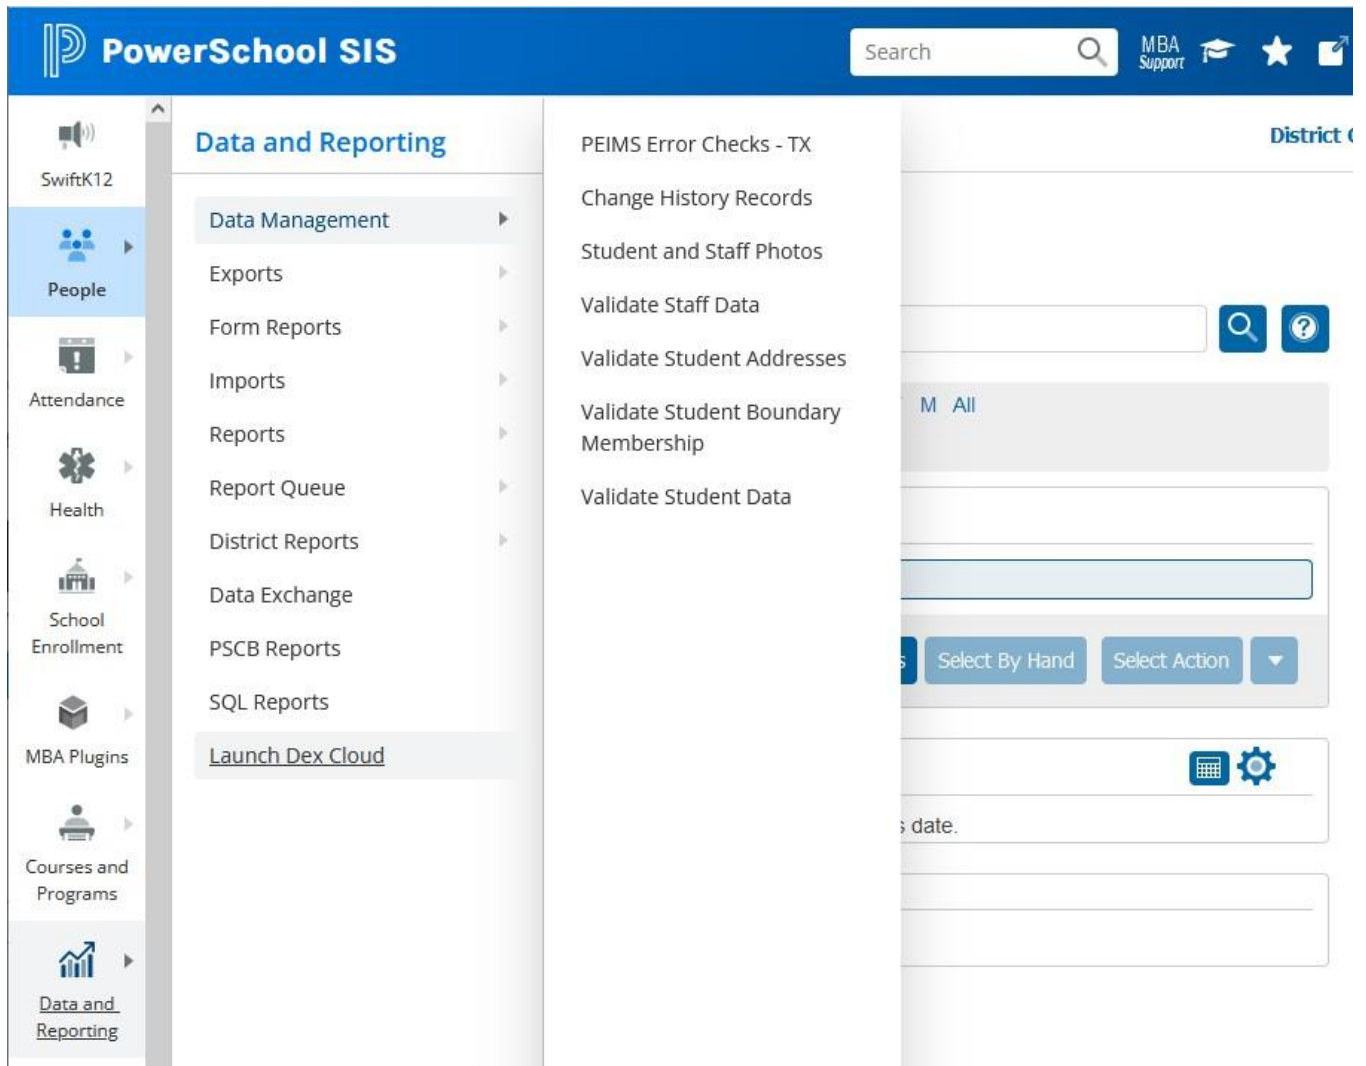 PowerSchool SIS
Search
MBA
Support
SwiftK12
People
Attendance
Health
School
Enrollment
MBA Plugins
Courses and
Programs
Data and
Reporting
Data and Reporting
Data Management
Exports
Form Reports
Imports
Reports
Report Queue
District Reports
Data Exchange
PSCB Reports
SQL Reports
Launch Dex Cloud
PEIMS Error Checks - TX
Change History Records
Student and Staff Photos
Validate Staff Data
Validate Student Addresses
Validate Student Boundary
Membership
Validate Student Data
District
M All
Select By Hand
Select Action
s date.